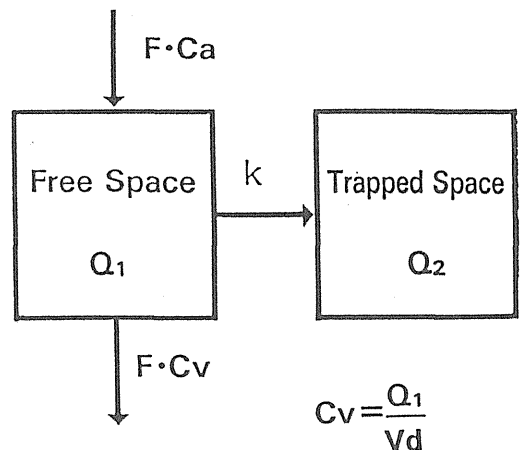 F·Ca
Free Space
Q₁
k
Trapped Space
Q₂
F·Cv
Cv=Q₁/Vd